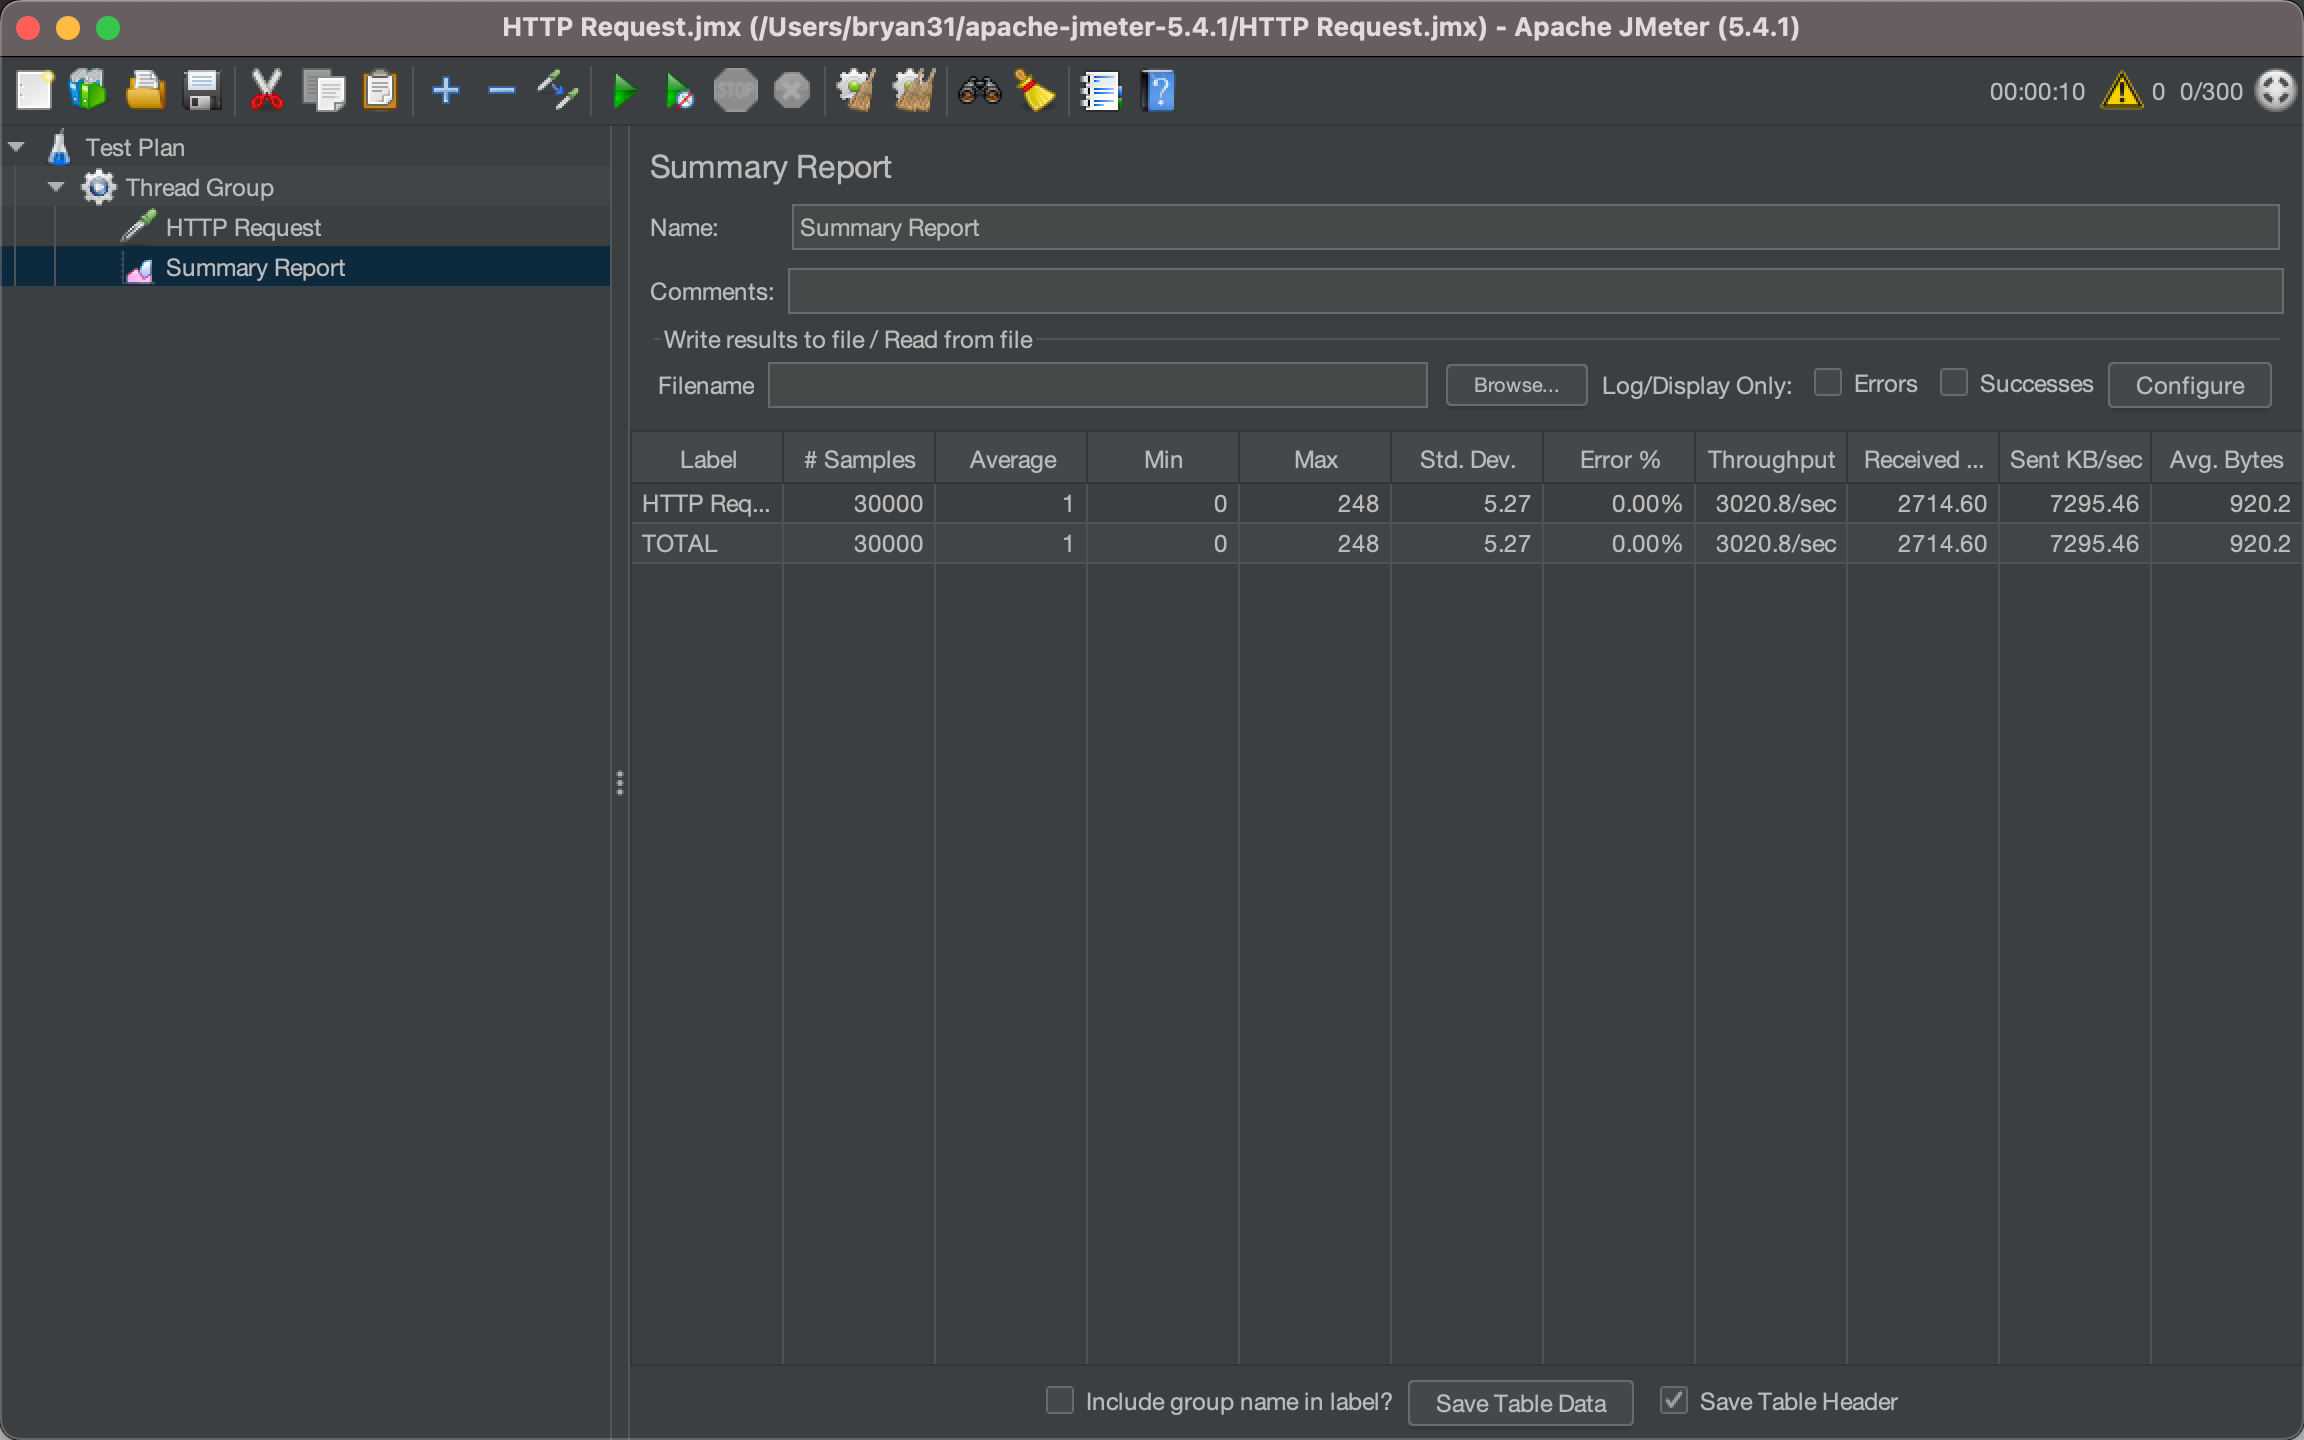 HTTP Request.jmx (/Users/bryan31/apache-jmeter-5.4.1/HTTP Request.jmx) - Apache JMeter (5.4.1)
STOP
?
00:00:10 0 0/300
Test Plan
Thread Group
HTTP Request
Summary Report
Summary Report
Name: Summary Report
Comments:
Write results to file / Read from file
Filename Browse... Log/Display Only: Errors Successes Configure
Label # Samples Average Min Max Std. Dev. Error % Throughput Received ... Sent KB/sec Avg. Bytes
HTTP Req... 30000 1 0 248 5.27 0.00% 3020.8/sec 2714.60 7295.46 920.2
TOTAL 30000 1 0 248 5.27 0.00% 3020.8/sec 2714.60 7295.46 920.2
Include group name in label? Save Table Data Save Table Header